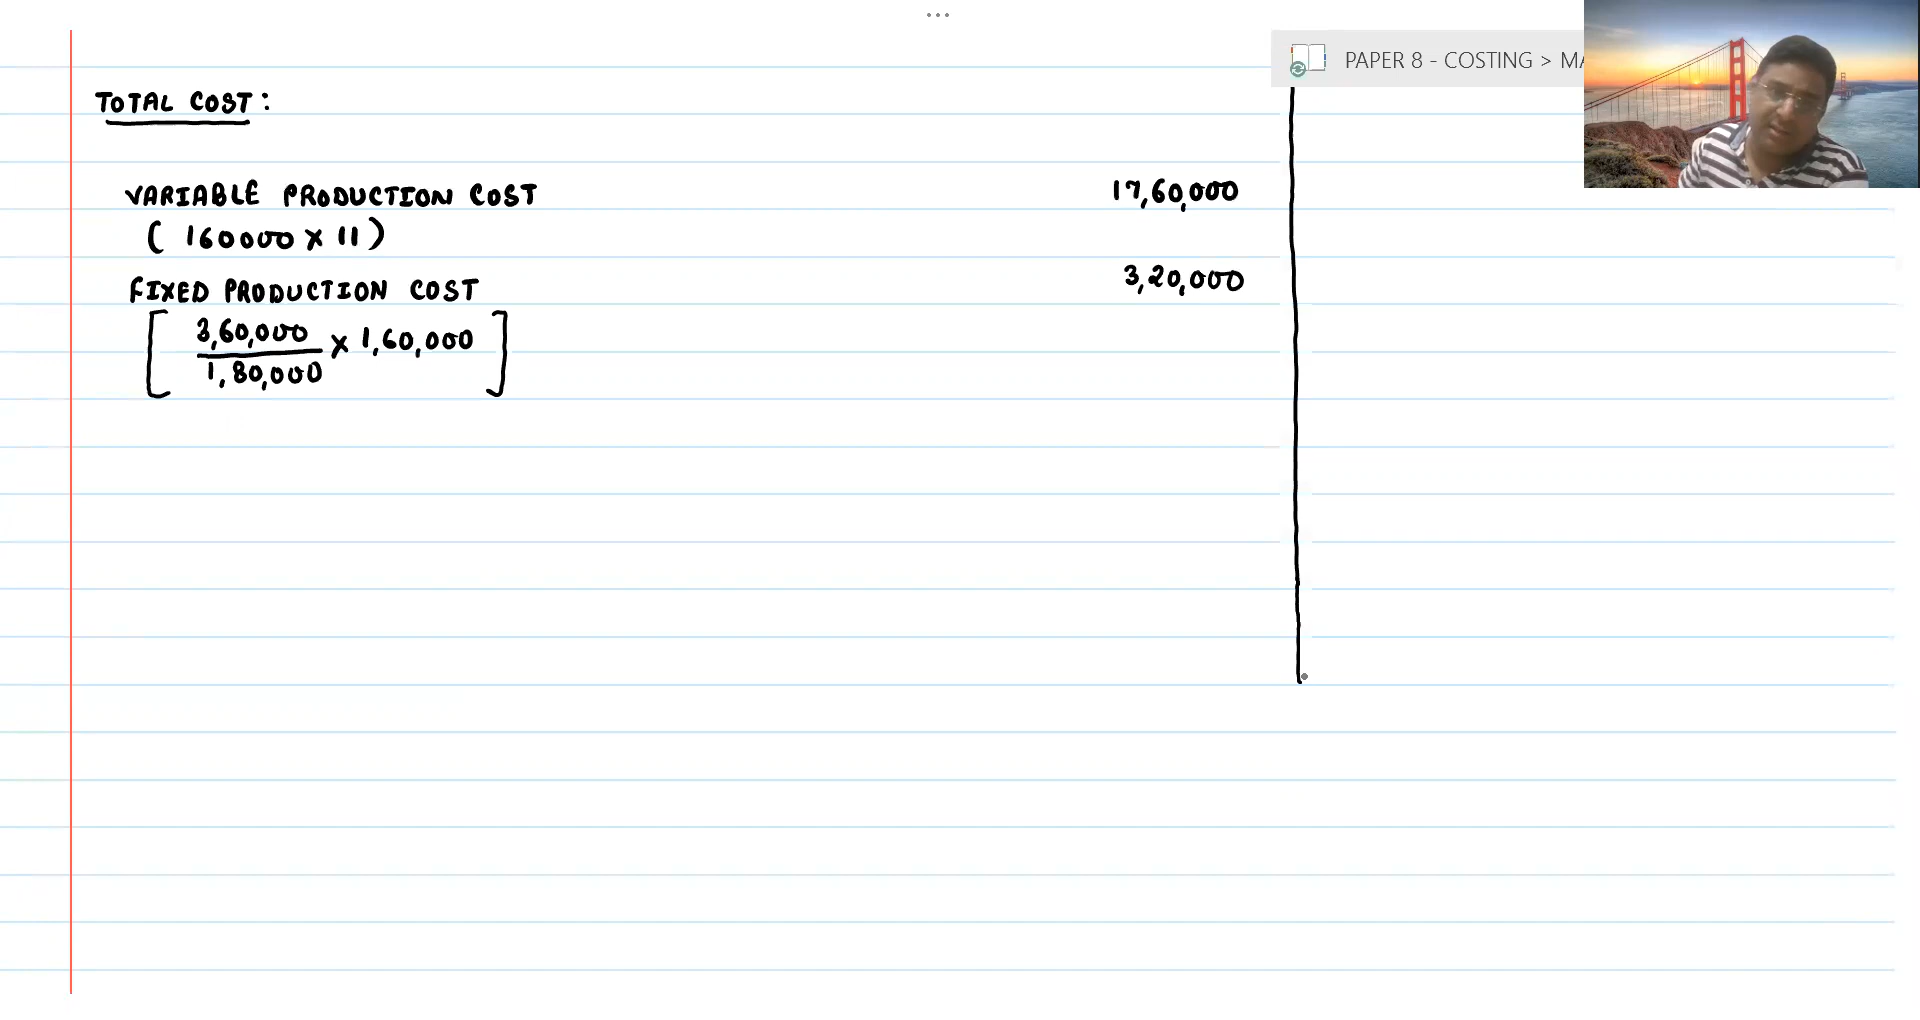 PAPER 8 - COSTING > MA
TOTAL COST :
VARIABLE PRODUCTION COST 17,60,000
( 160000 × 11 )
FIXED PRODUCTION COST 3,20,000
[ 3,60,000 / 1,80,000 × 1,60,000 ]